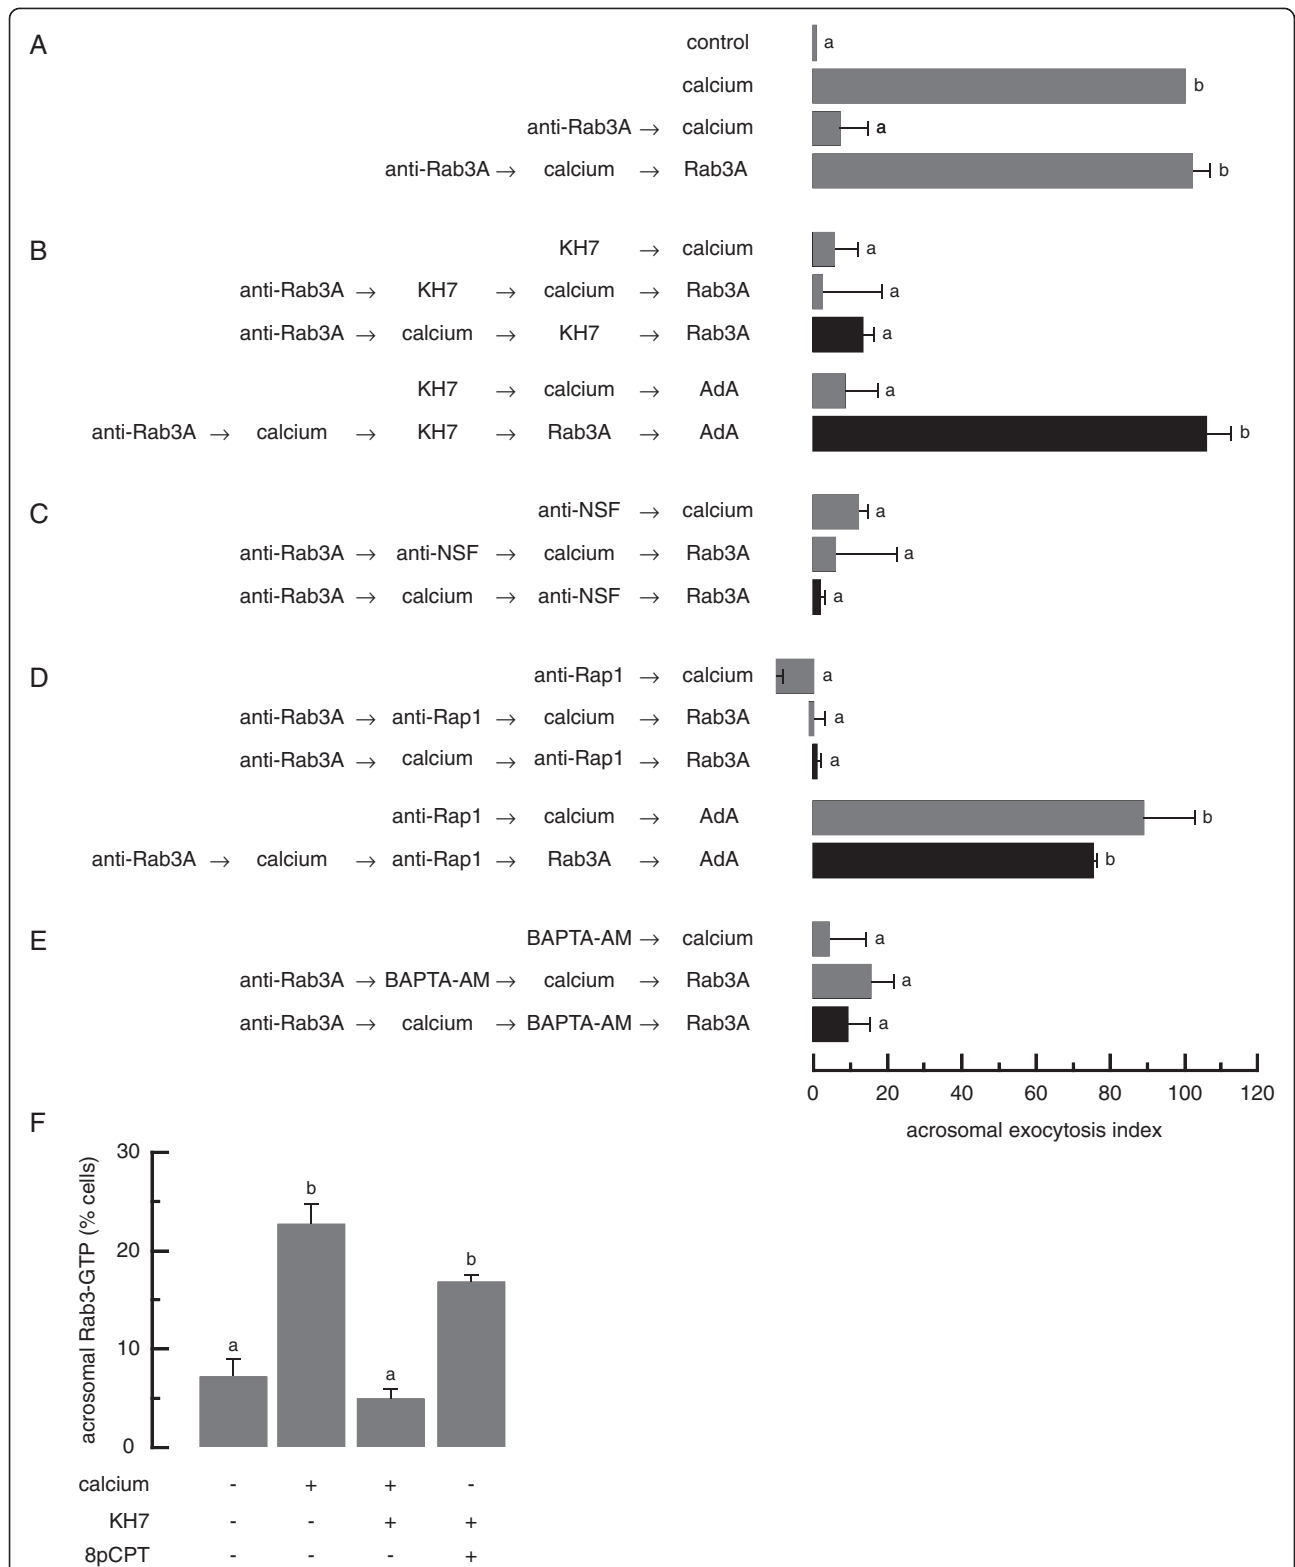 A
control a
calcium b
anti-Rab3A → calcium a
anti-Rab3A → calcium → Rab3A b
B
KH7 → calcium a
anti-Rab3A → KH7 → calcium → Rab3A a
anti-Rab3A → calcium → KH7 → Rab3A a
KH7 → calcium → AdA a
anti-Rab3A → calcium → KH7 → Rab3A → AdA b
C
anti-NSF → calcium a
anti-Rab3A → anti-NSF → calcium → Rab3A a
anti-Rab3A → calcium → anti-NSF → Rab3A a
D
anti-Rap1 → calcium a
anti-Rab3A → anti-Rap1 → calcium → Rab3A a
anti-Rab3A → calcium → anti-Rap1 → Rab3A a
anti-Rap1 → calcium → AdA b
anti-Rab3A → calcium → anti-Rap1 → Rab3A → AdA b
E
BAPTA-AM → calcium a
anti-Rab3A → BAPTA-AM → calcium → Rab3A a
anti-Rab3A → calcium → BAPTA-AM → Rab3A a
0 20 40 60 80 100 120
acrosomal exocytosis index
F
acrosomal Rab3-GTP (% cells)
30
20
10
0
a b a b
calcium - + + -
KH7 - - + +
8pCPT - - - +